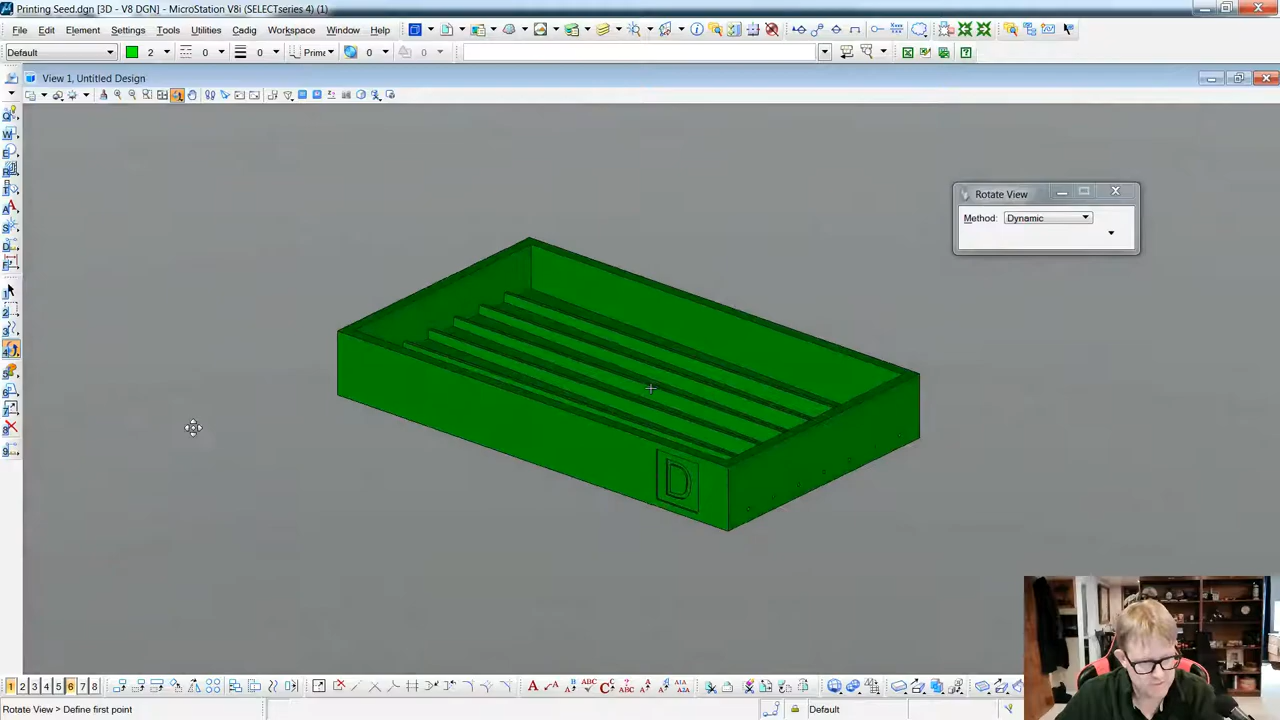 Printing Seed.dgn [3D - V8 DGN] - MicroStation V8i (SELECTseries 4) (1)
File Edit Element Settings Tools Utilities Cadig Workspace Window Help
Default 2 0 0 Prim: 0 0
View 1, Untitled Design
Rotate View
Method: Dynamic
D
1 2 3 4 5 6 7 8
Rotate View > Define first point Default